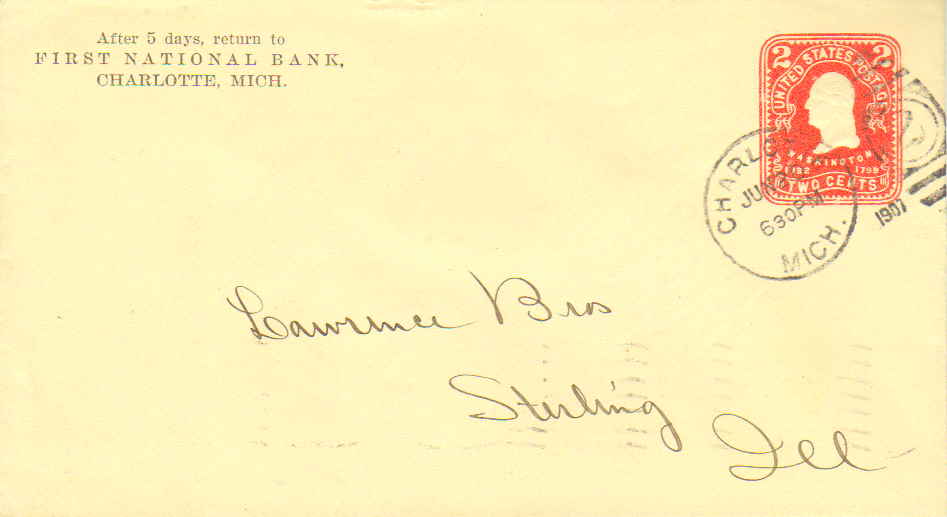 After 5 days, return to
FIRST NATIONAL BANK,
CHARLOTTE, MICH.
2 2
UNITED STATES POSTAGE
WASHINGTON
1732 1799
TWO CENTS
CHARLOTTE
630PM
MICH.
1907
Lawrence Bros
Sterling
Ill